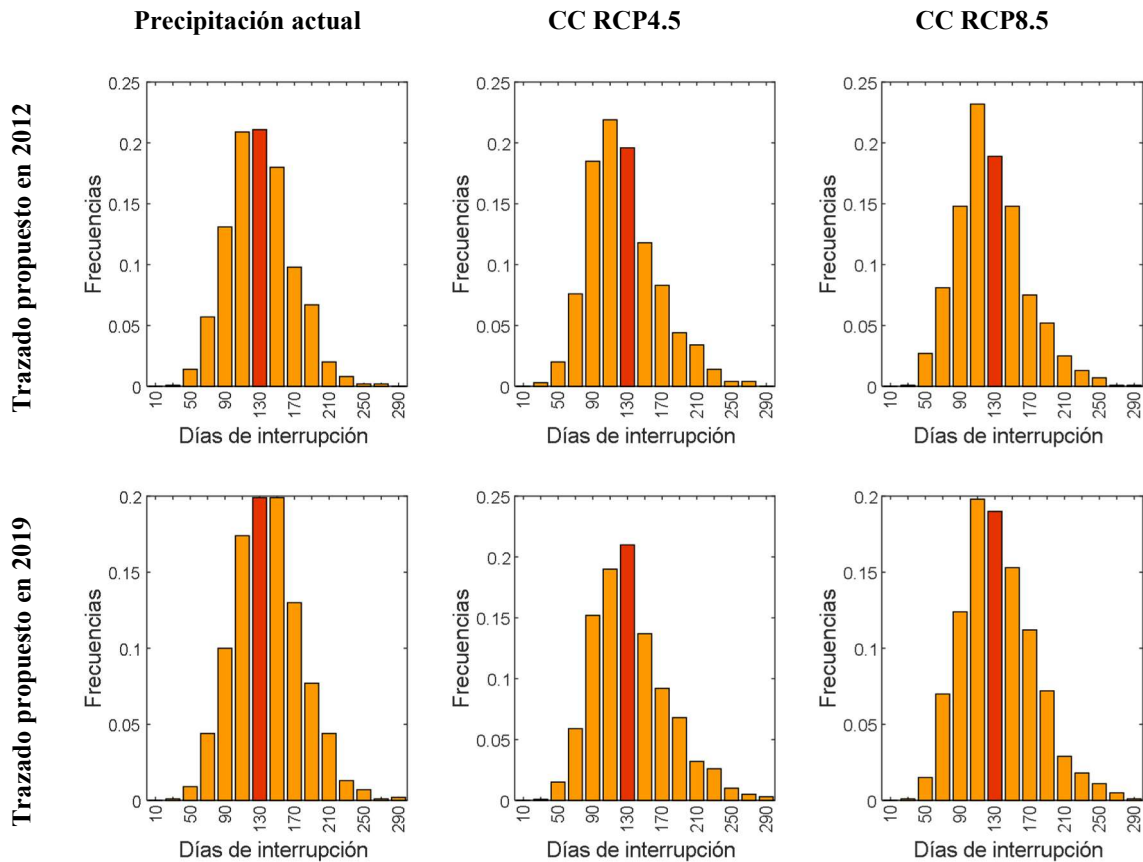 Precipitación actual
CC RCP4.5
CC RCP8.5
Trazado propuesto en 2012
0.25
0.2
0.15
0.1
0.05
0
Frecuencias
10 50 90 130 170 210 250 290
Días de interrupción
0.25
0.2
0.15
0.1
0.05
0
Frecuencias
10 50 90 130 170 210 250 290
Días de interrupción
0.25
0.2
0.15
0.1
0.05
0
Frecuencias
10 50 90 130 170 210 250 290
Días de interrupción
Trazado propuesto en 2019
0.2
0.15
0.1
0.05
0
Frecuencias
10 50 90 130 170 210 250 290
Días de interrupción
0.25
0.2
0.15
0.1
0.05
0
Frecuencias
10 50 90 130 170 210 250 290
Días de interrupción
0.2
0.15
0.1
0.05
0
Frecuencias
10 50 90 130 170 210 250 290
Días de interrupción